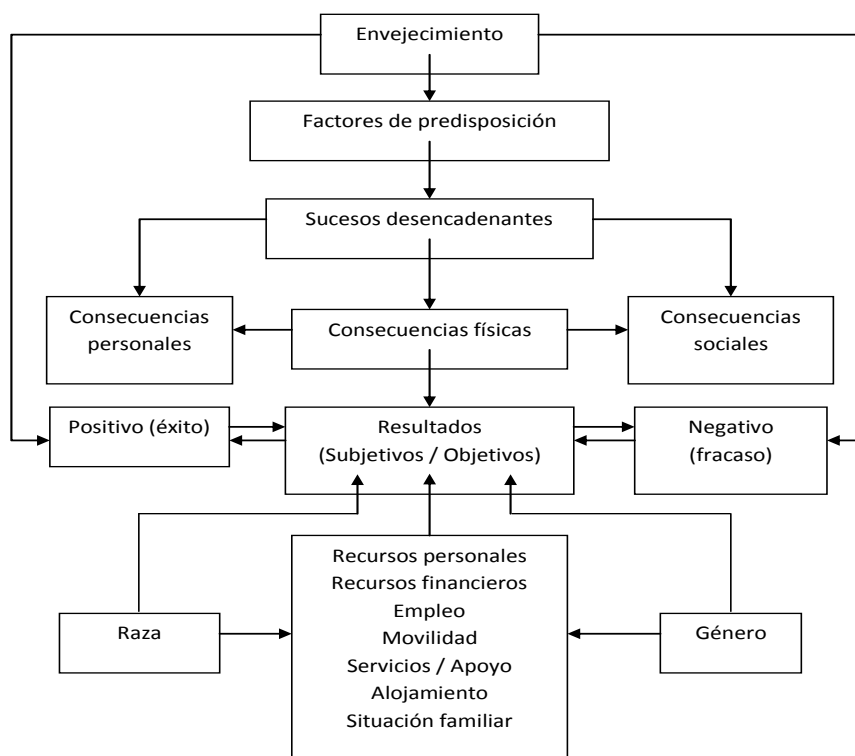 Envejecimiento
Factores de predisposición
Sucesos desencadenantes
Consecuencias
personales
Consecuencias físicas
Consecuencias
sociales
Positivo (éxito)
Resultados
(Subjetivos / Objetivos)
Negativo
(fracaso)
Raza
Recursos personales
Recursos financieros
Empleo
Movilidad
Servicios / Apoyo
Alojamiento
Situación familiar
Género